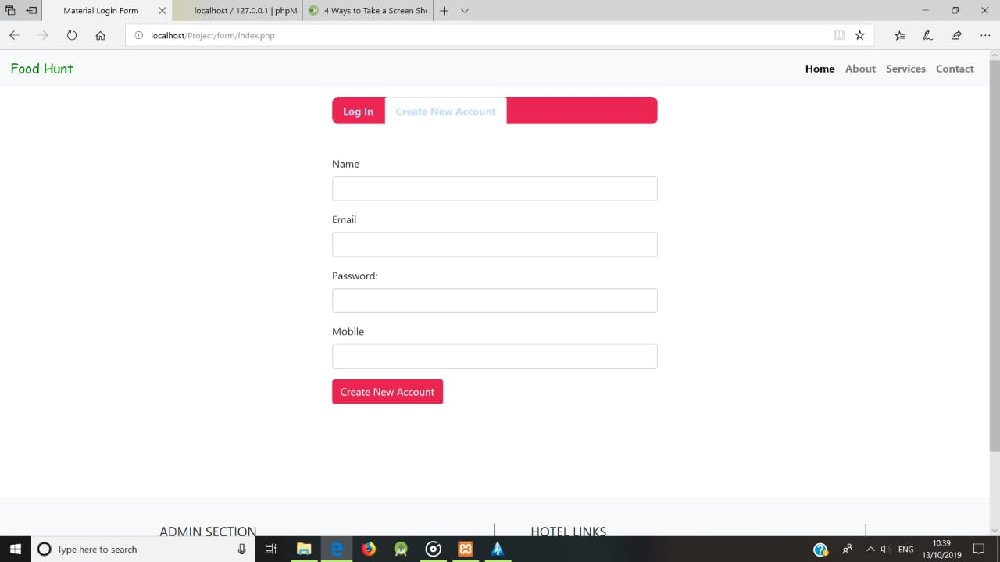 Material Login Form
localhost / 127.0.0.1 | phpM
4 Ways to Take a Screen Sho
localhost/Project/form/index.php
Food Hunt
Home About Services Contact
Log In Create New Account
Name
Email
Password:
Mobile
Create New Account
ADMIN SECTION
HOTEL LINKS
Type here to search
ENG
10:39
13/10/2019